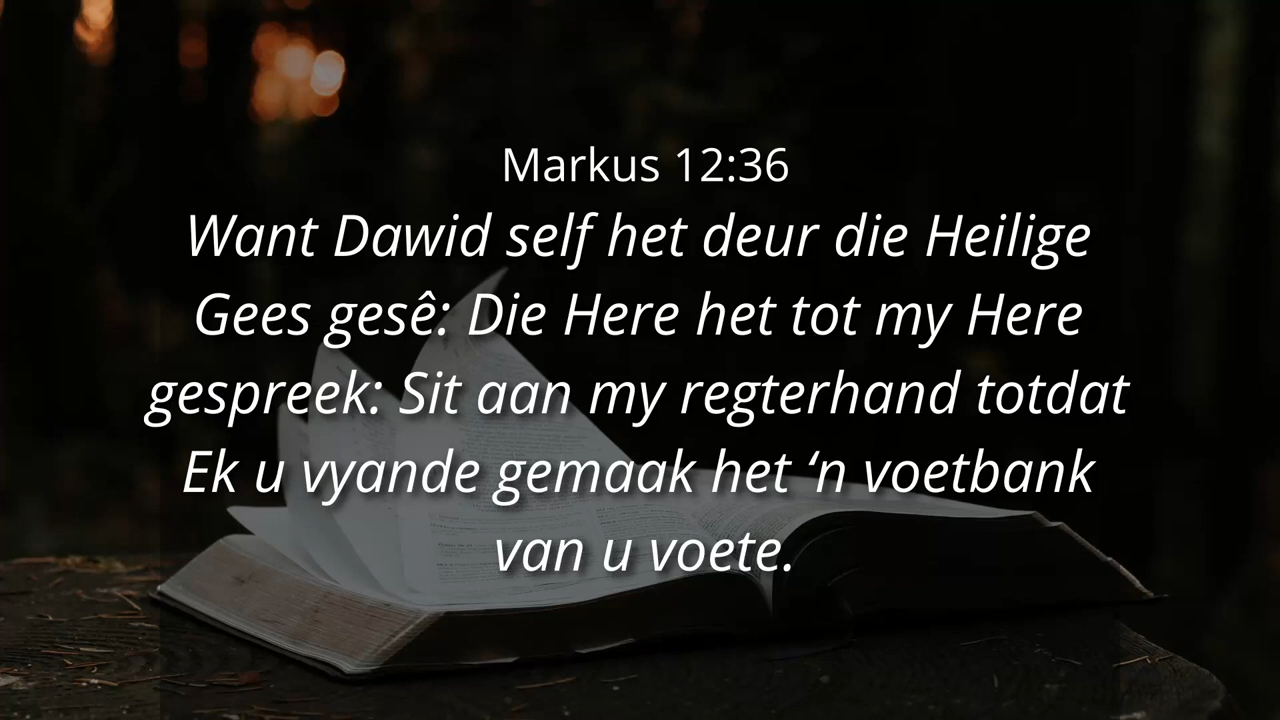 Markus 12:36
Want Dawid self het deur die Heilige
Gees gesê: Die Here het tot my Here
gespreek: Sit aan my regterhand totdat
Ek u vyande gemaak het ‘n voetbank
van u voete.